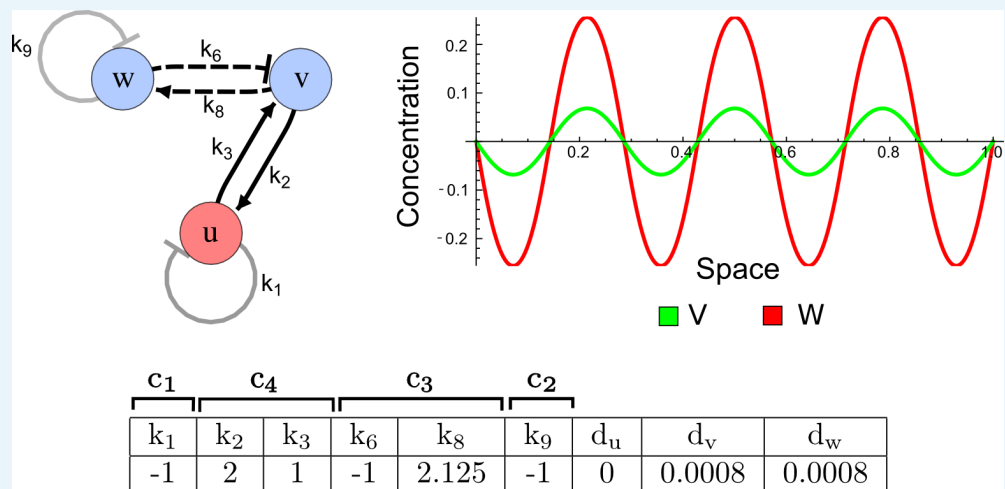 k9
w
k6
v
k8
k3
k2
u
k1
Concentration
0.2
0.1
-0.1
-0.2
0.2 0.4 0.6 0.8 1.0
Space
V W
c1 c4 c3 c2
k1 k2 k3 k6 k8 k9 du dv dw
-1 2 1 -1 2.125 -1 0 0.0008 0.0008